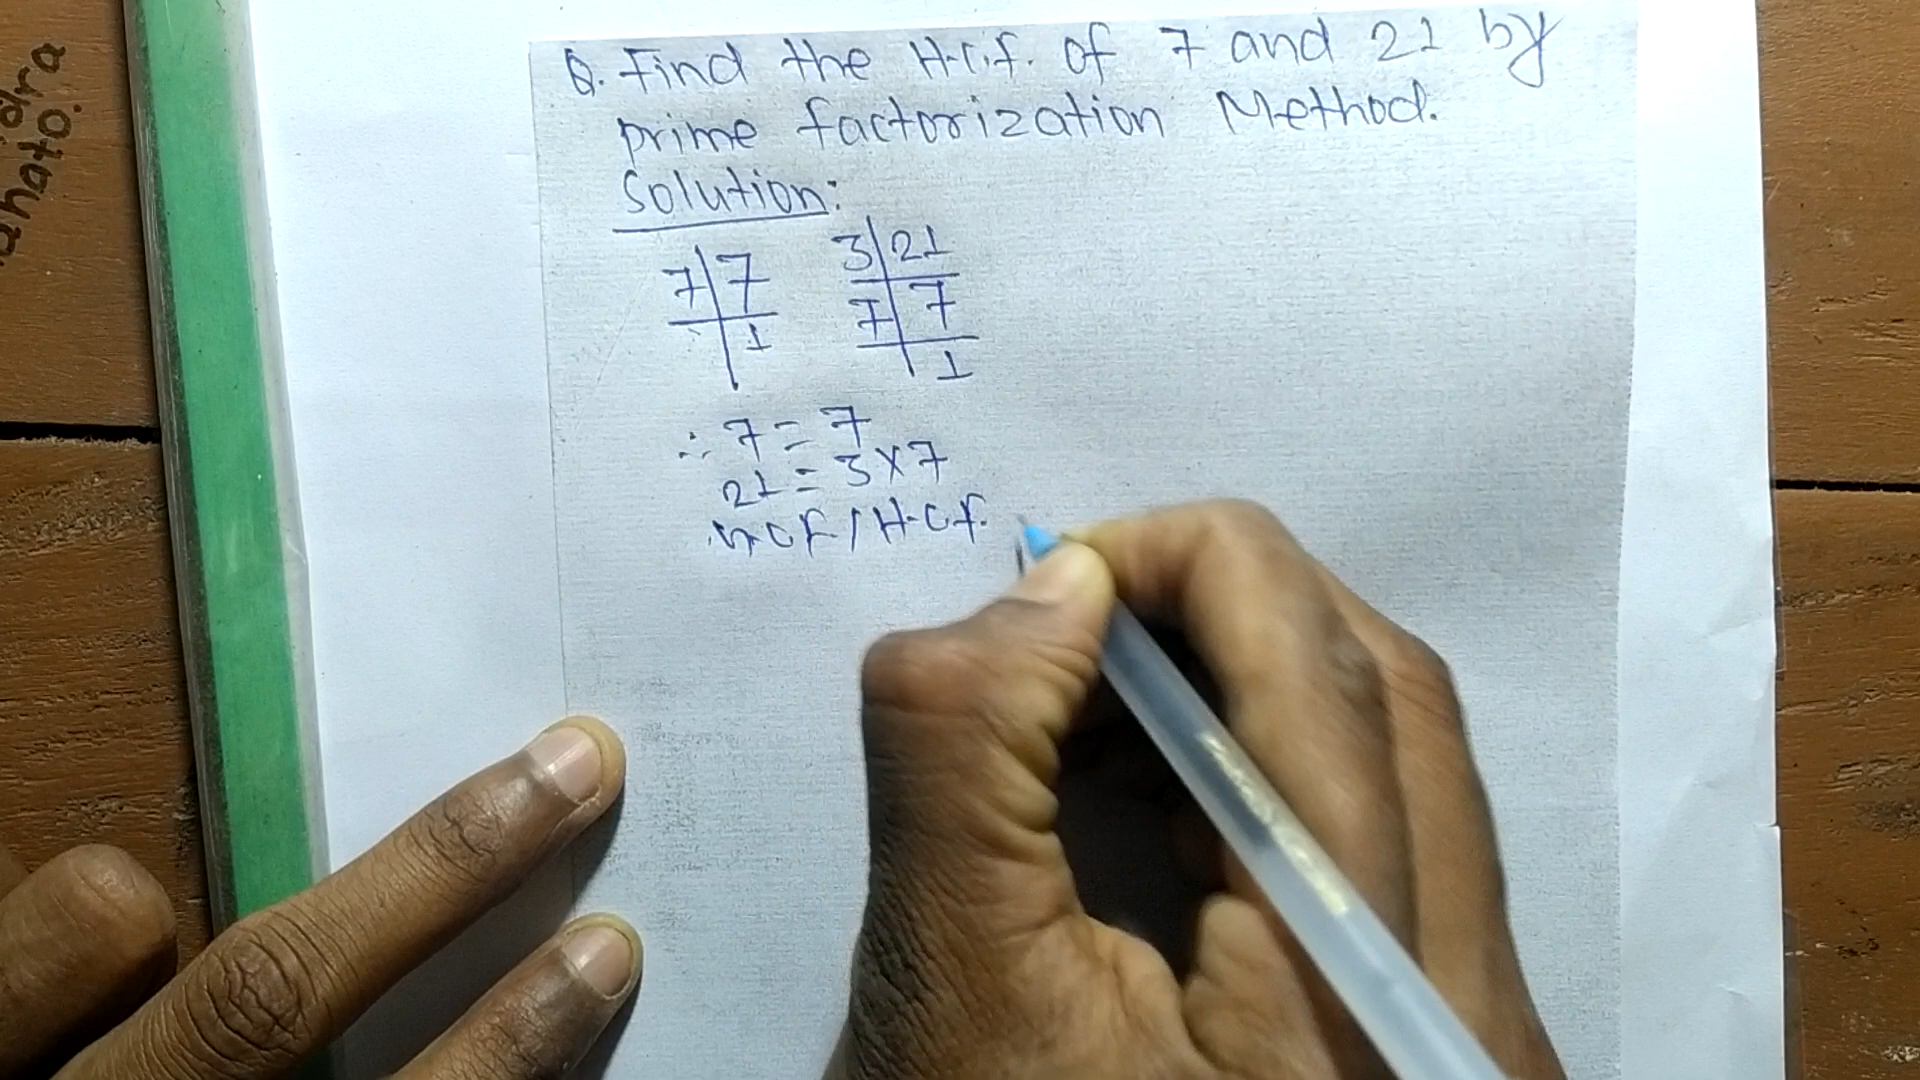 Q. Find the H.C.F. of 7 and 21 by
prime factorization Method.
Solution:
7 | 7
1
3 | 21
7 | 7
1
∴ 7 = 7
21 = 3 × 7
/ H.C.F.